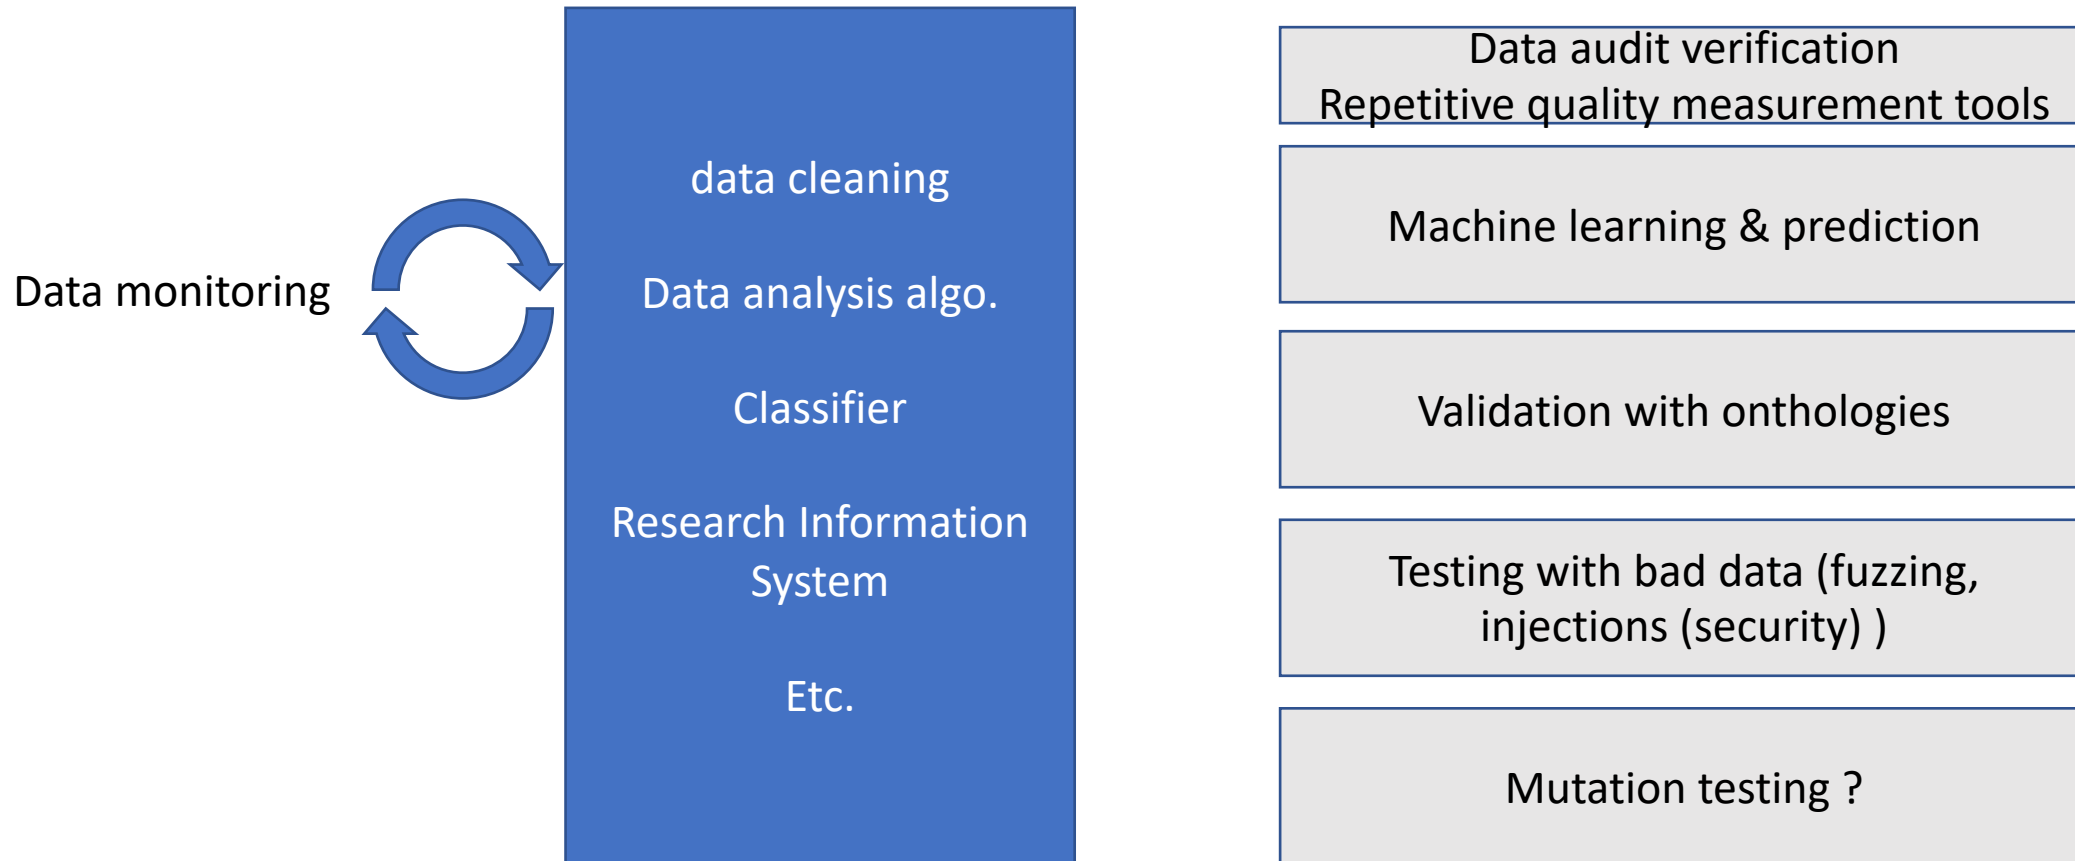 Data monitoring
data cleaning
Data analysis algo.
Classifier
Research Information
System
Etc.
Data audit verification
Repetitive quality measurement tools
Machine learning & prediction
Validation with onthologies
Testing with bad data (fuzzing,
injections (security) )
Mutation testing ?